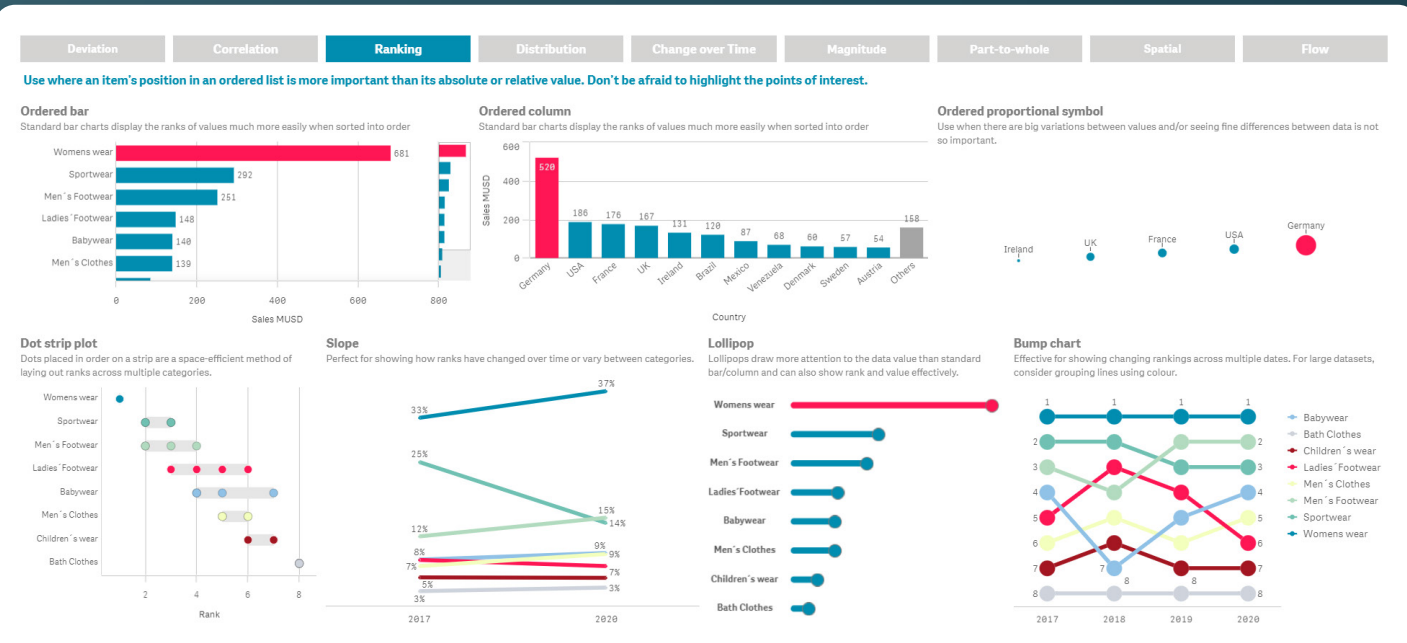 Deviation
Correlation
Ranking
Distribution
Change over Time
Magnitude
Part-to-whole
Spatial
Flow
Use where an item's position in an ordered list is more important than its absolute or relative value. Don't be afraid to highlight the points of interest.
Ordered bar
Standard bar charts display the ranks of values much more easily when sorted into order
Womens wear
681
Sportwear
292
Men´s Footwear
251
Ladies´Footwear
148
Babywear
140
Men´s Clothes
139
0 200 400 600 800
Sales MUSD
Ordered column
Standard bar charts display the ranks of values much more easily when sorted into order
Sales MUSD
600
400
200
0
520 186 176 167 131 120 87 68 60 57 54 158
Germany USA France UK Ireland Brazil Mexico Venezuela Denmark Sweden Austria Others
Country
Ordered proportional symbol
Use when there are big variations between values and/or seeing fine differences between data is not
so important.
Ireland
UK
France
USA
Germany
Dot strip plot
Dots placed in order on a strip are a space-efficient method of
laying out ranks across multiple categories.
Womens wear
Sportwear
Men´s Footwear
Ladies´Footwear
Babywear
Men´s Clothes
Children´s wear
Bath Clothes
2 4 6 8
Rank
Slope
Perfect for showing how ranks have changed over time or vary between categories.
37%
33%
25%
15%
14%
12%
9%
8%
9%
7%
7%
5%
3%
3%
2017 2020
Lollipop
Lollipops draw more attention to the data value than standard
bar/column and can also show rank and value effectively.
Womens wear
Sportwear
Men´s Footwear
Ladies´Footwear
Babywear
Men´s Clothes
Children´s wear
Bath Clothes
Bump chart
Effective for showing changing rankings across multiple dates. For large datasets,
consider grouping lines using colour.
1 1 1 1
2 2
3 3
4 4
5 5
6 6
7 7 7
8 8
8 8
2017 2018 2019 2020
Babywear
Bath Clothes
Children´s wear
Ladies´Footwear
Men´s Clothes
Men´s Footwear
Sportwear
Womens wear